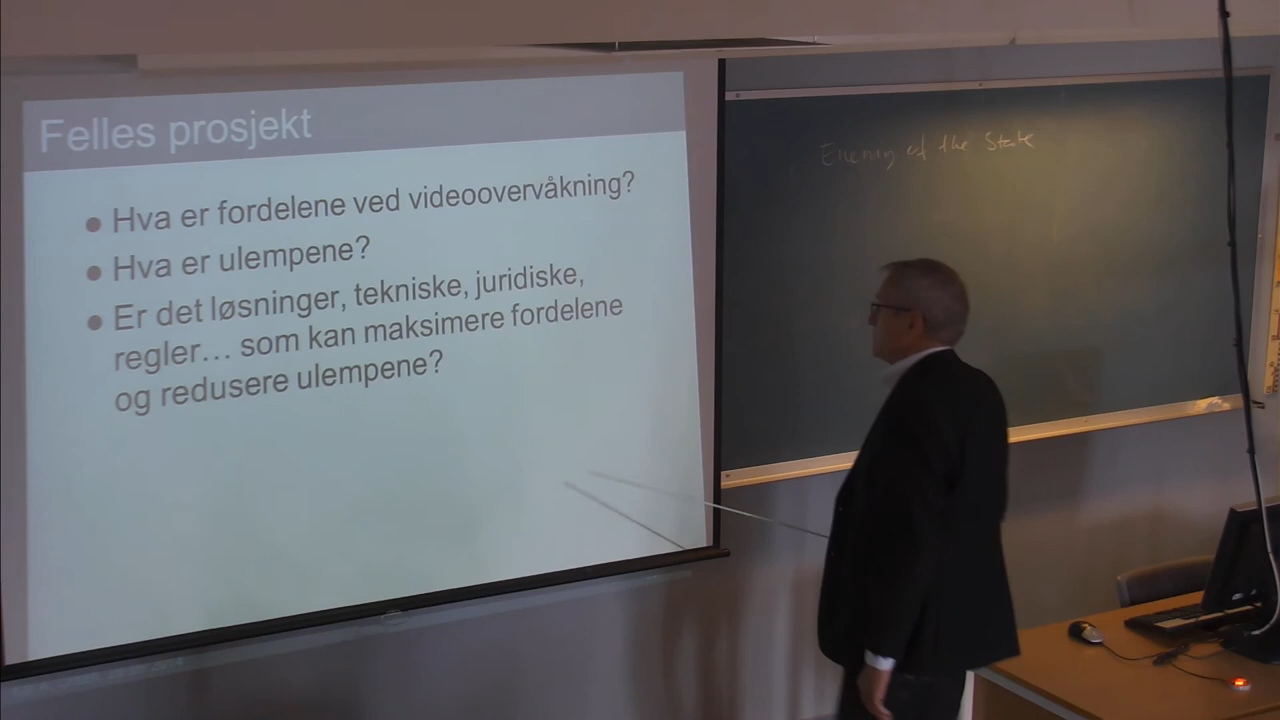 Felles prosjekt
● Hva er fordelene ved videoovervåkning?
● Hva er ulempene?
● Er det løsninger, tekniske, juridiske,
regler... som kan maksimere fordelene
og redusere ulempene?
Enemy of the State